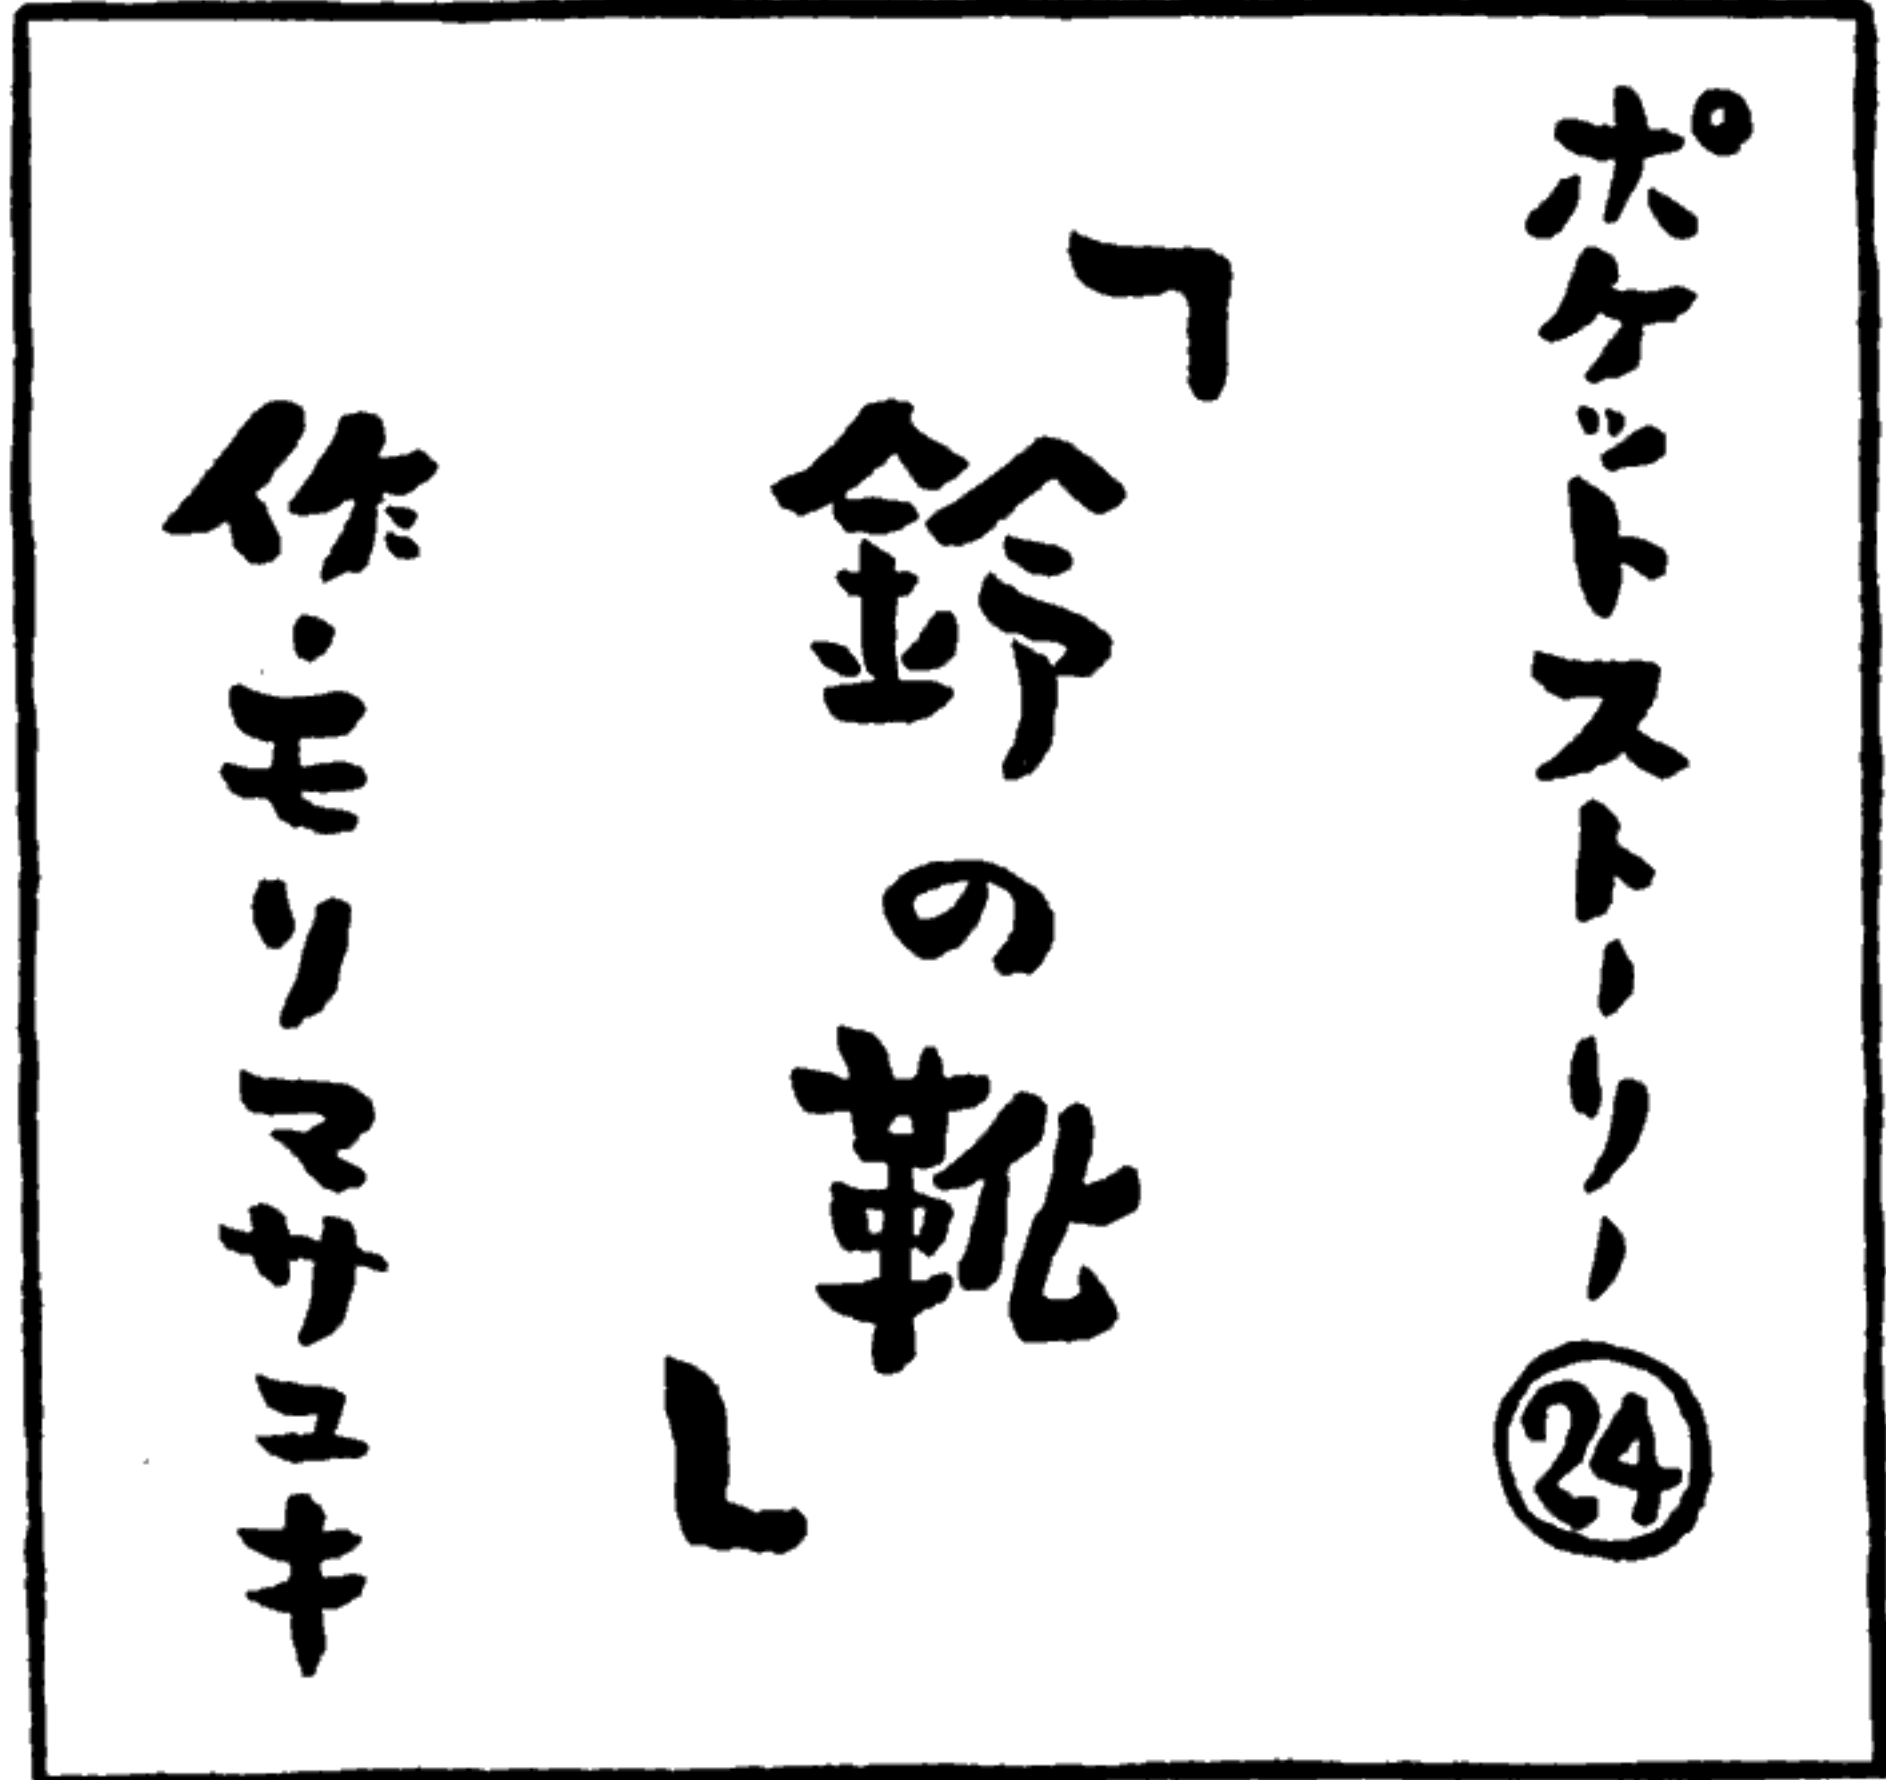 ポケットストーリー㉔
「鈴の靴」
作・モリマサユキ